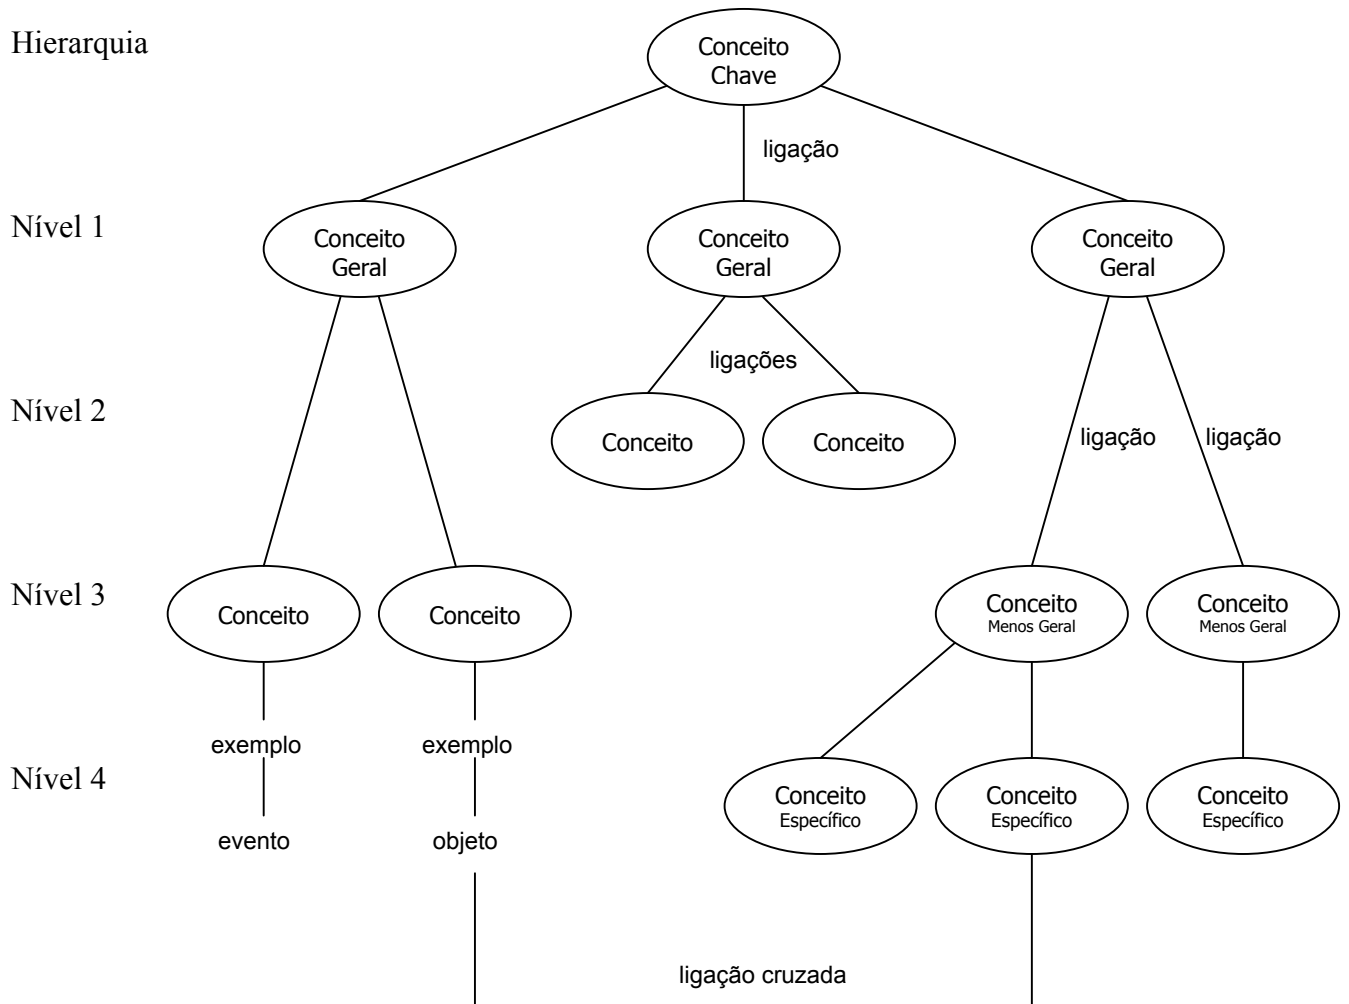 Hierarquia
Conceito
Chave
ligação
Nível 1
Conceito
Geral
Conceito
Geral
Conceito
Geral
ligações
Nível 2
Conceito
Conceito
ligação
ligação
Nível 3
Conceito
Conceito
Conceito
Menos Geral
Conceito
Menos Geral
exemplo
exemplo
Nível 4
Conceito
Específico
Conceito
Específico
Conceito
Específico
evento
objeto
ligação cruzada